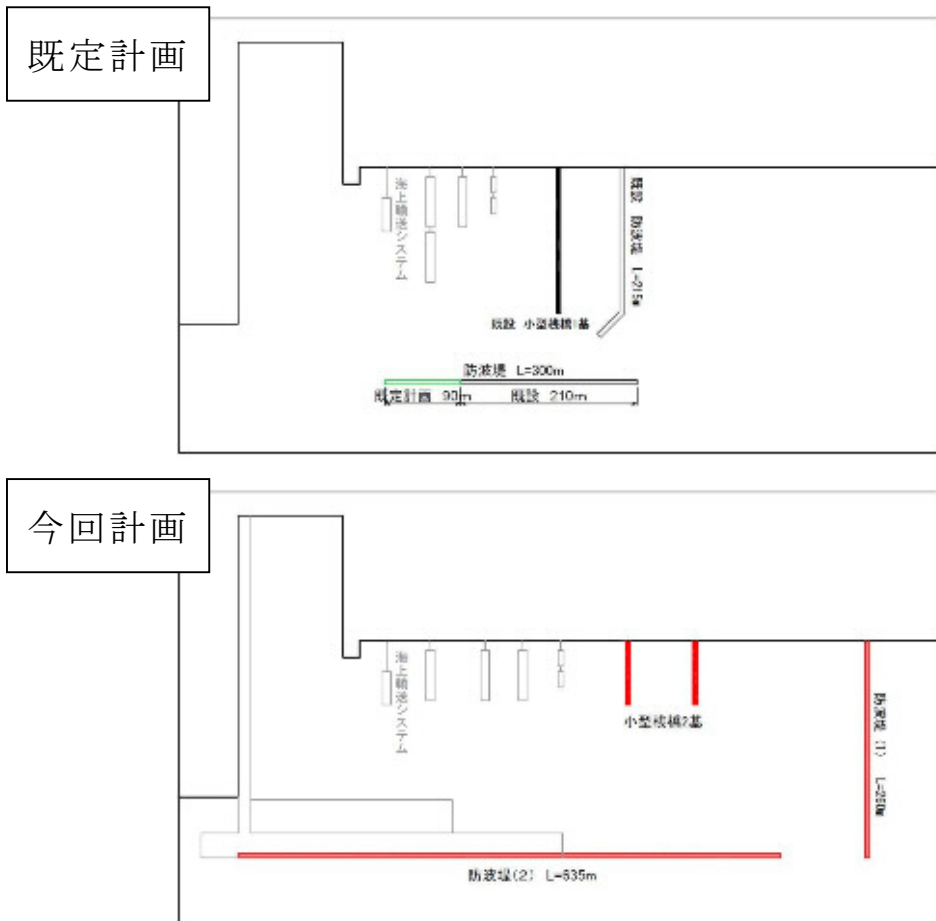 既定計画
海上輸送システム
既設 防波堤 L=215m
既設 小型桟橋1基
防波堤 L=300m
既定計画 90m
既設 210m
今回計画
海上輸送システム
小型桟橋2基
防波堤(1) L=260m
防波堤(2) L=635m